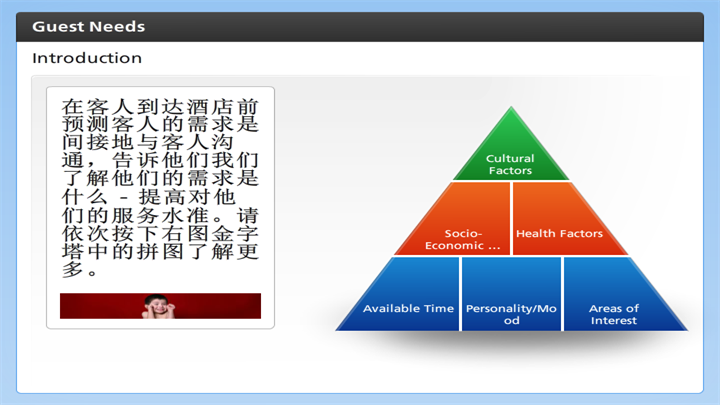 Guest Needs
Introduction
在客人到达酒店前
预测客人的需求是
间接地与客人沟
通，告诉他们我们
了解他们的需求是
什么 - 提高对他
们的服务水准。请
依次按下右图金字
塔中的拼图了解更
多。
Cultural
Factors
Socio-
Economic ...
Health Factors
Available Time
Personality/Mo
od
Areas of
Interest